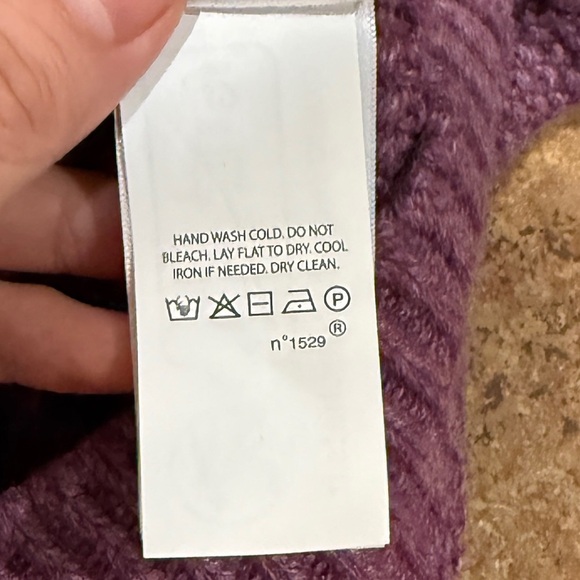 HAND WASH COLD. DO NOT
BLEACH. LAY FLAT TO DRY. COOL
IRON IF NEEDED. DRY CLEAN.
P
n°1529®